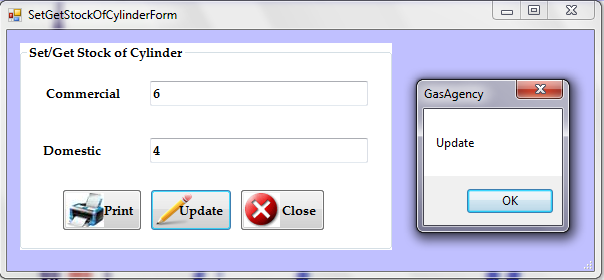 SetGetStockOfCylinderForm
Set/Get Stock of Cylinder
Commercial 6
Domestic 4
Print Update Close
GasAgency
Update
OK